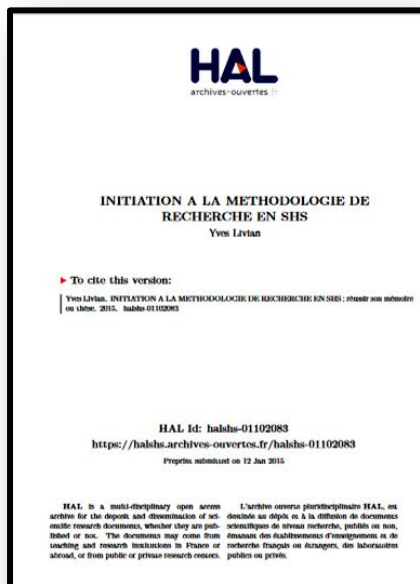 HAL
archives-ouvertes
INITIATION A LA METHODOLOGIE DE
RECHERCHE EN SHS
Yves Livian
To cite this version:
Yves Livian. INITIATION A LA METHODOLOGIE DE RECHERCHE EN SHS : réussir son mémoire
ou thèse. 2015. halshs-01102083
HAL Id: halshs-01102083
https://halshs.archives-ouvertes.fr/halshs-01102083
Preprint submitted on 12 Jan 2015
HAL is a multi-disciplinary open access
archive for the deposit and dissemination of sci-
entific research documents, whether they are pub-
lished or not. The documents may come from
teaching and research institutions in France or
abroad, or from public or private research centers.
L'archive ouverte pluridisciplinaire HAL, est
destinée au dépôt et à la diffusion de documents
scientifiques de niveau recherche, publiés ou non,
émanant des établissements d'enseignement et de
recherche français ou étrangers, des laboratoires
publics ou privés.